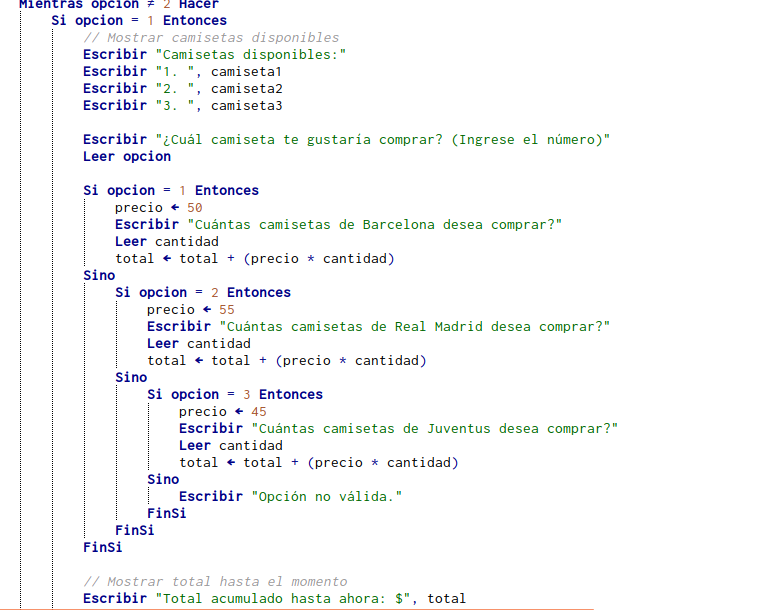 Mientras opcion ≠ 2 Hacer
Si opcion = 1 Entonces
// Mostrar camisetas disponibles
Escribir "Camisetas disponibles:"
Escribir "1. ", camiseta1
Escribir "2. ", camiseta2
Escribir "3. ", camiseta3
Escribir "¿Cuál camiseta te gustaría comprar? (Ingrese el número)"
Leer opcion
Si opcion = 1 Entonces
precio ← 50
Escribir "Cuántas camisetas de Barcelona desea comprar?"
Leer cantidad
total ← total + (precio * cantidad)
Sino
Si opcion = 2 Entonces
precio ← 55
Escribir "Cuántas camisetas de Real Madrid desea comprar?"
Leer cantidad
total ← total + (precio * cantidad)
Sino
Si opcion = 3 Entonces
precio ← 45
Escribir "Cuántas camisetas de Juventus desea comprar?"
Leer cantidad
total ← total + (precio * cantidad)
Sino
Escribir "Opción no válida."
FinSi
FinSi
FinSi
// Mostrar total hasta el momento
Escribir "Total acumulado hasta ahora: $", total